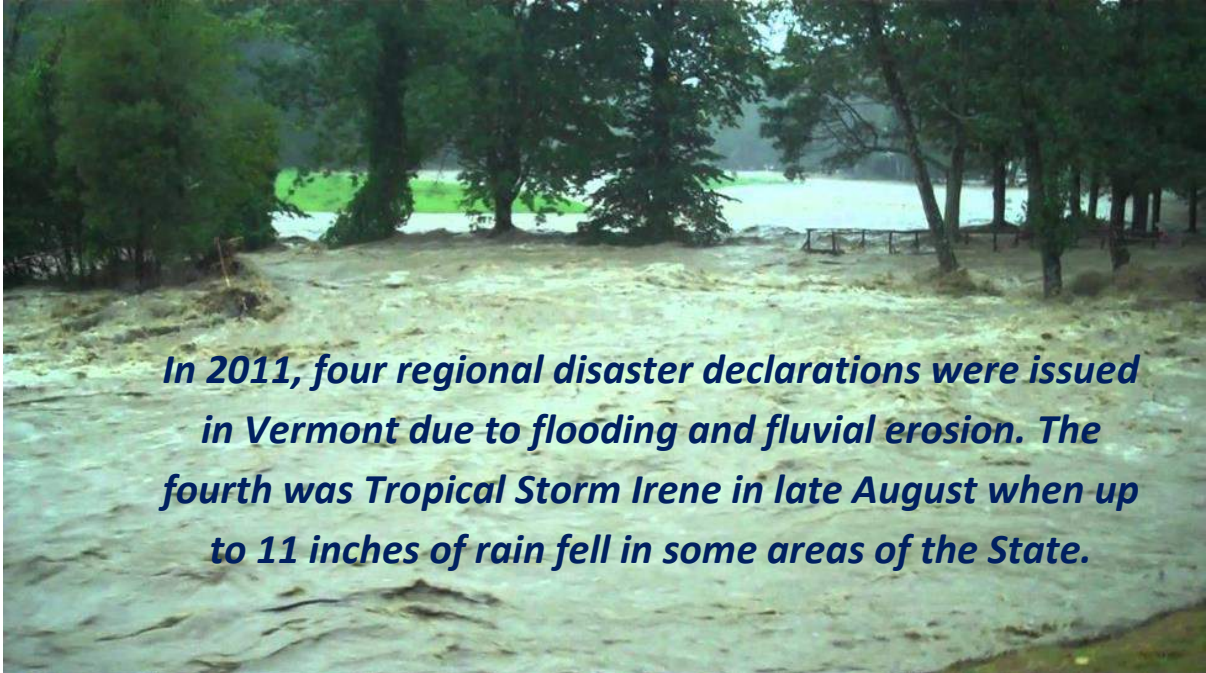 In 2011, four regional disaster declarations were issued
in Vermont due to flooding and fluvial erosion. The
fourth was Tropical Storm Irene in late August when up
to 11 inches of rain fell in some areas of the State.